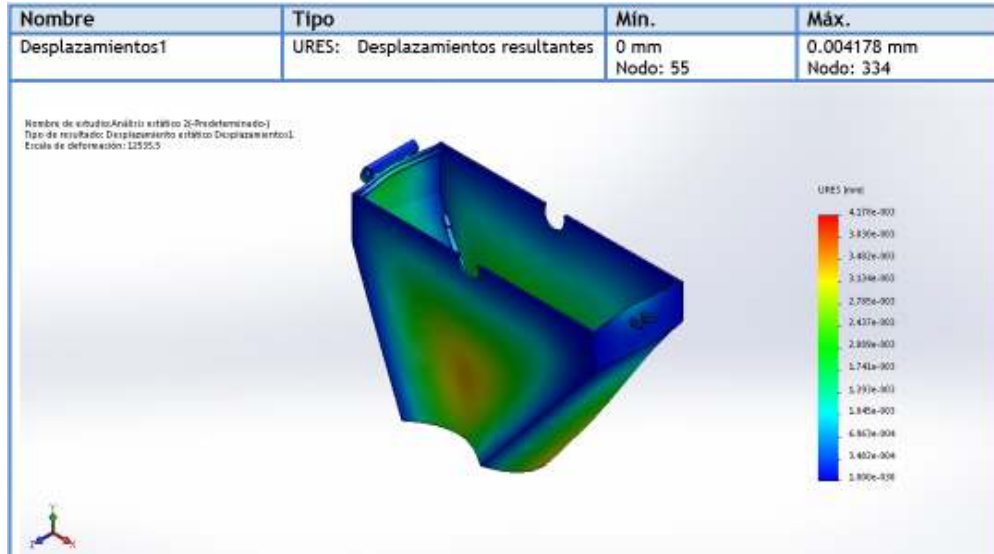 Nombre Tipo Mín. Máx.
Desplazamientos1 URES: Desplazamientos resultantes 0 mm 0.004178 mm
Nodo: 55 Nodo: 334
Nombre de estudio:Análisis estático 2(-Predeterminado-)
Tipo de resultado: Desplazamiento estático Desplazamientos1
Escala de deformación: 12535.5
URES (mm)
4.178e-003
3.830e-003
3.482e-003
3.134e-003
2.785e-003
2.437e-003
2.089e-003
1.741e-003
1.393e-003
1.045e-003
6.963e-004
3.482e-004
1.000e-030